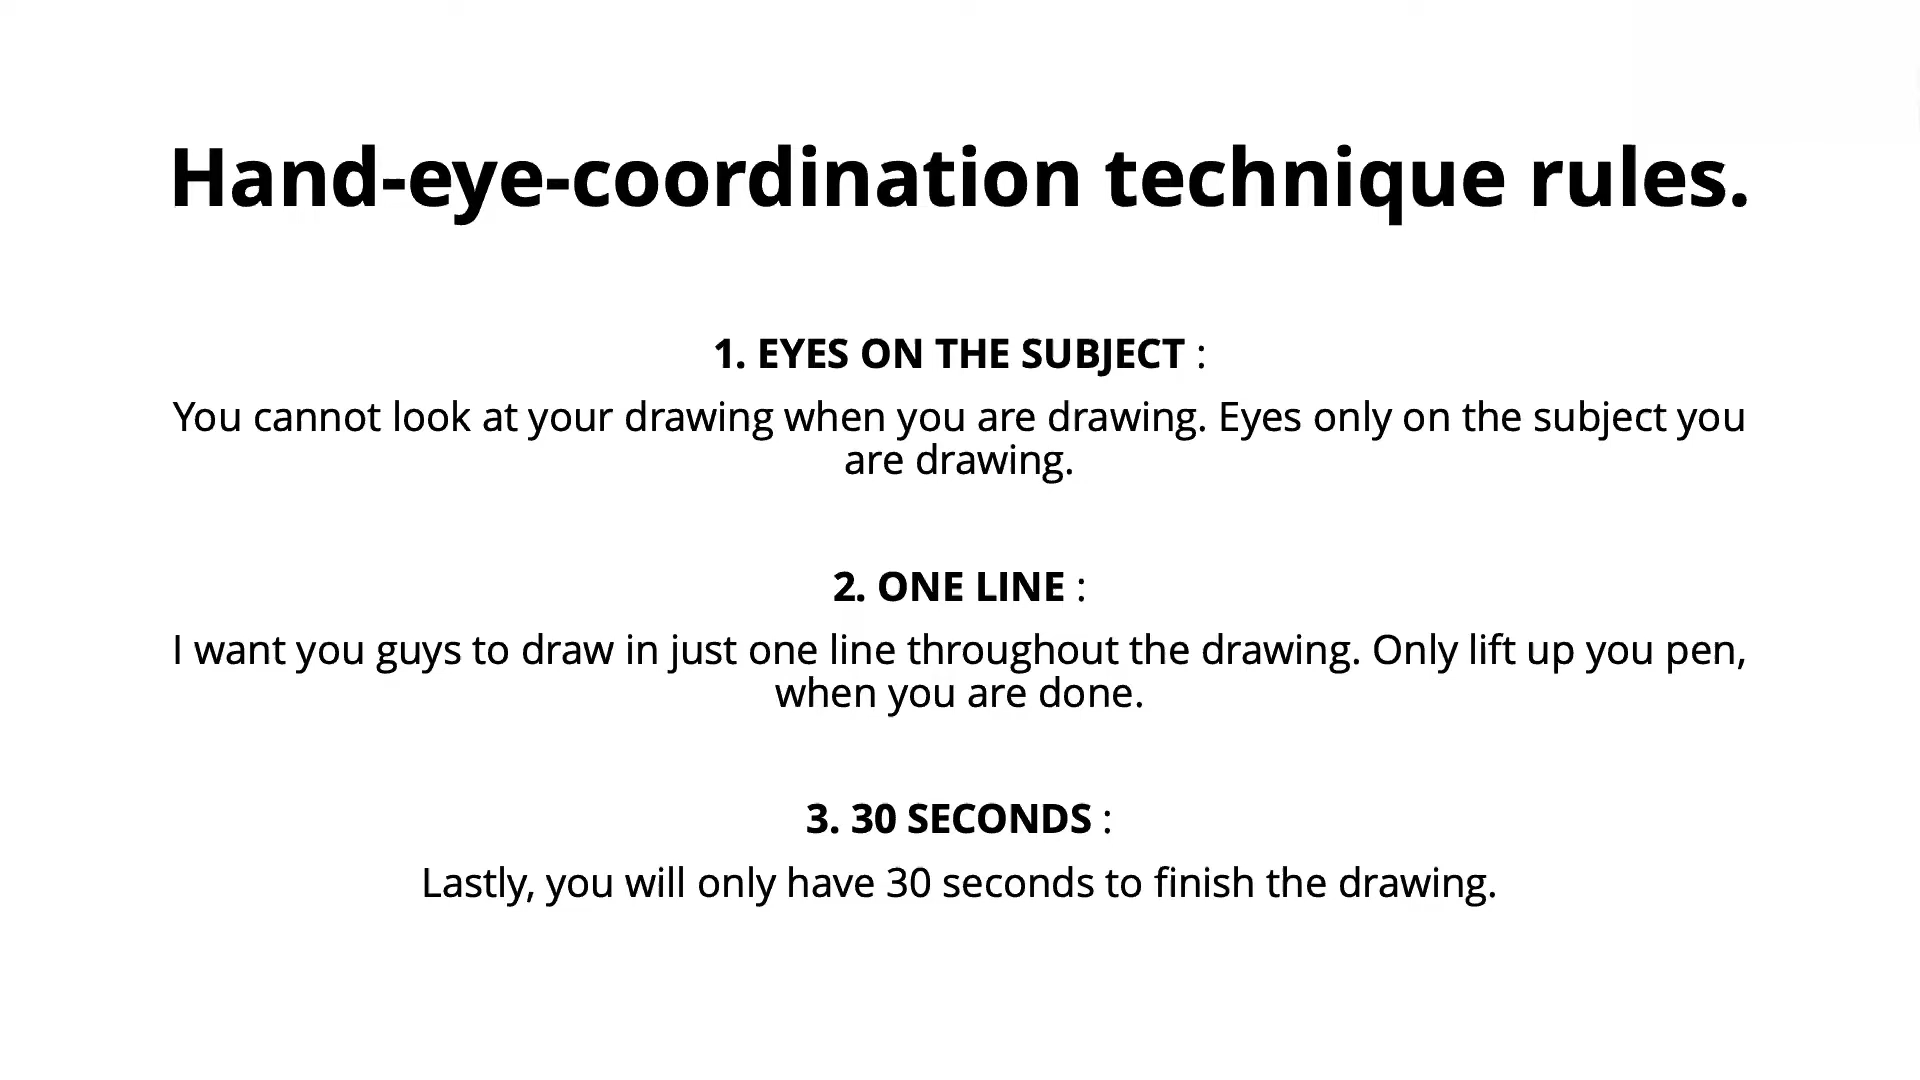 Hand-eye-coordination technique rules.
1. EYES ON THE SUBJECT :
You cannot look at your drawing when you are drawing. Eyes only on the subject you
are drawing.
2. ONE LINE :
I want you guys to draw in just one line throughout the drawing. Only lift up you pen,
when you are done.
3. 30 SECONDS :
Lastly, you will only have 30 seconds to finish the drawing.